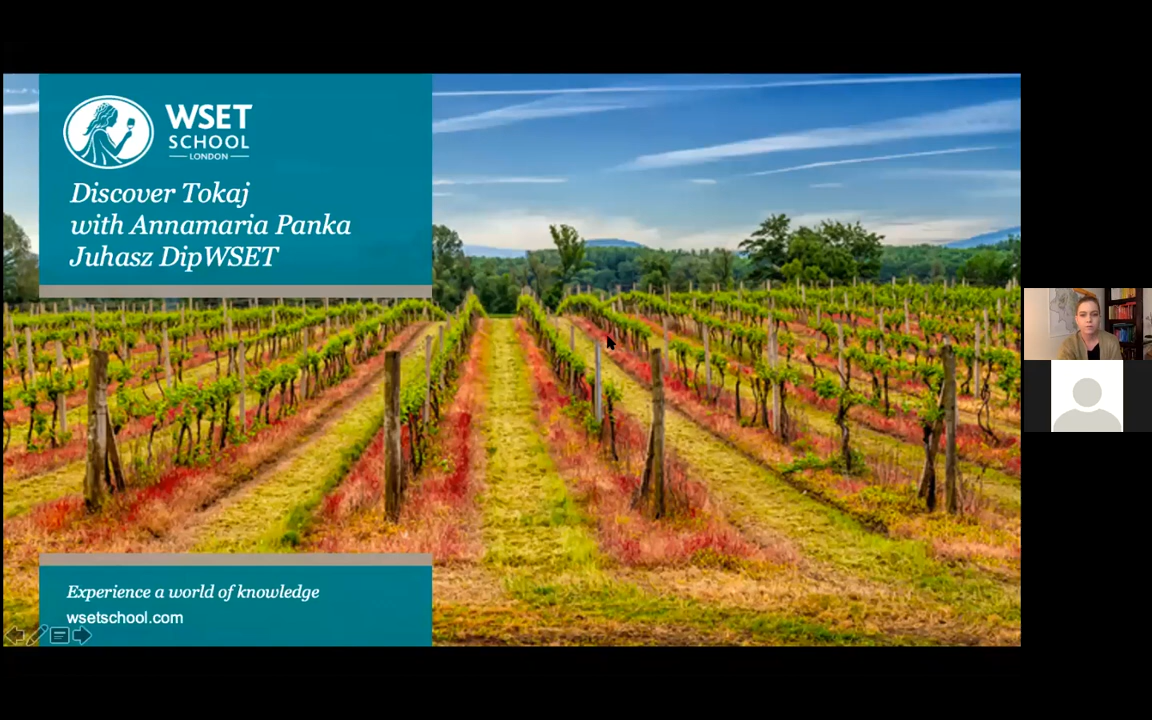 WSET
SCHOOL
LONDON
Discover Tokaj
with Annamaria Panka
Juhasz DipWSET
Experience a world of knowledge
wsetschool.com